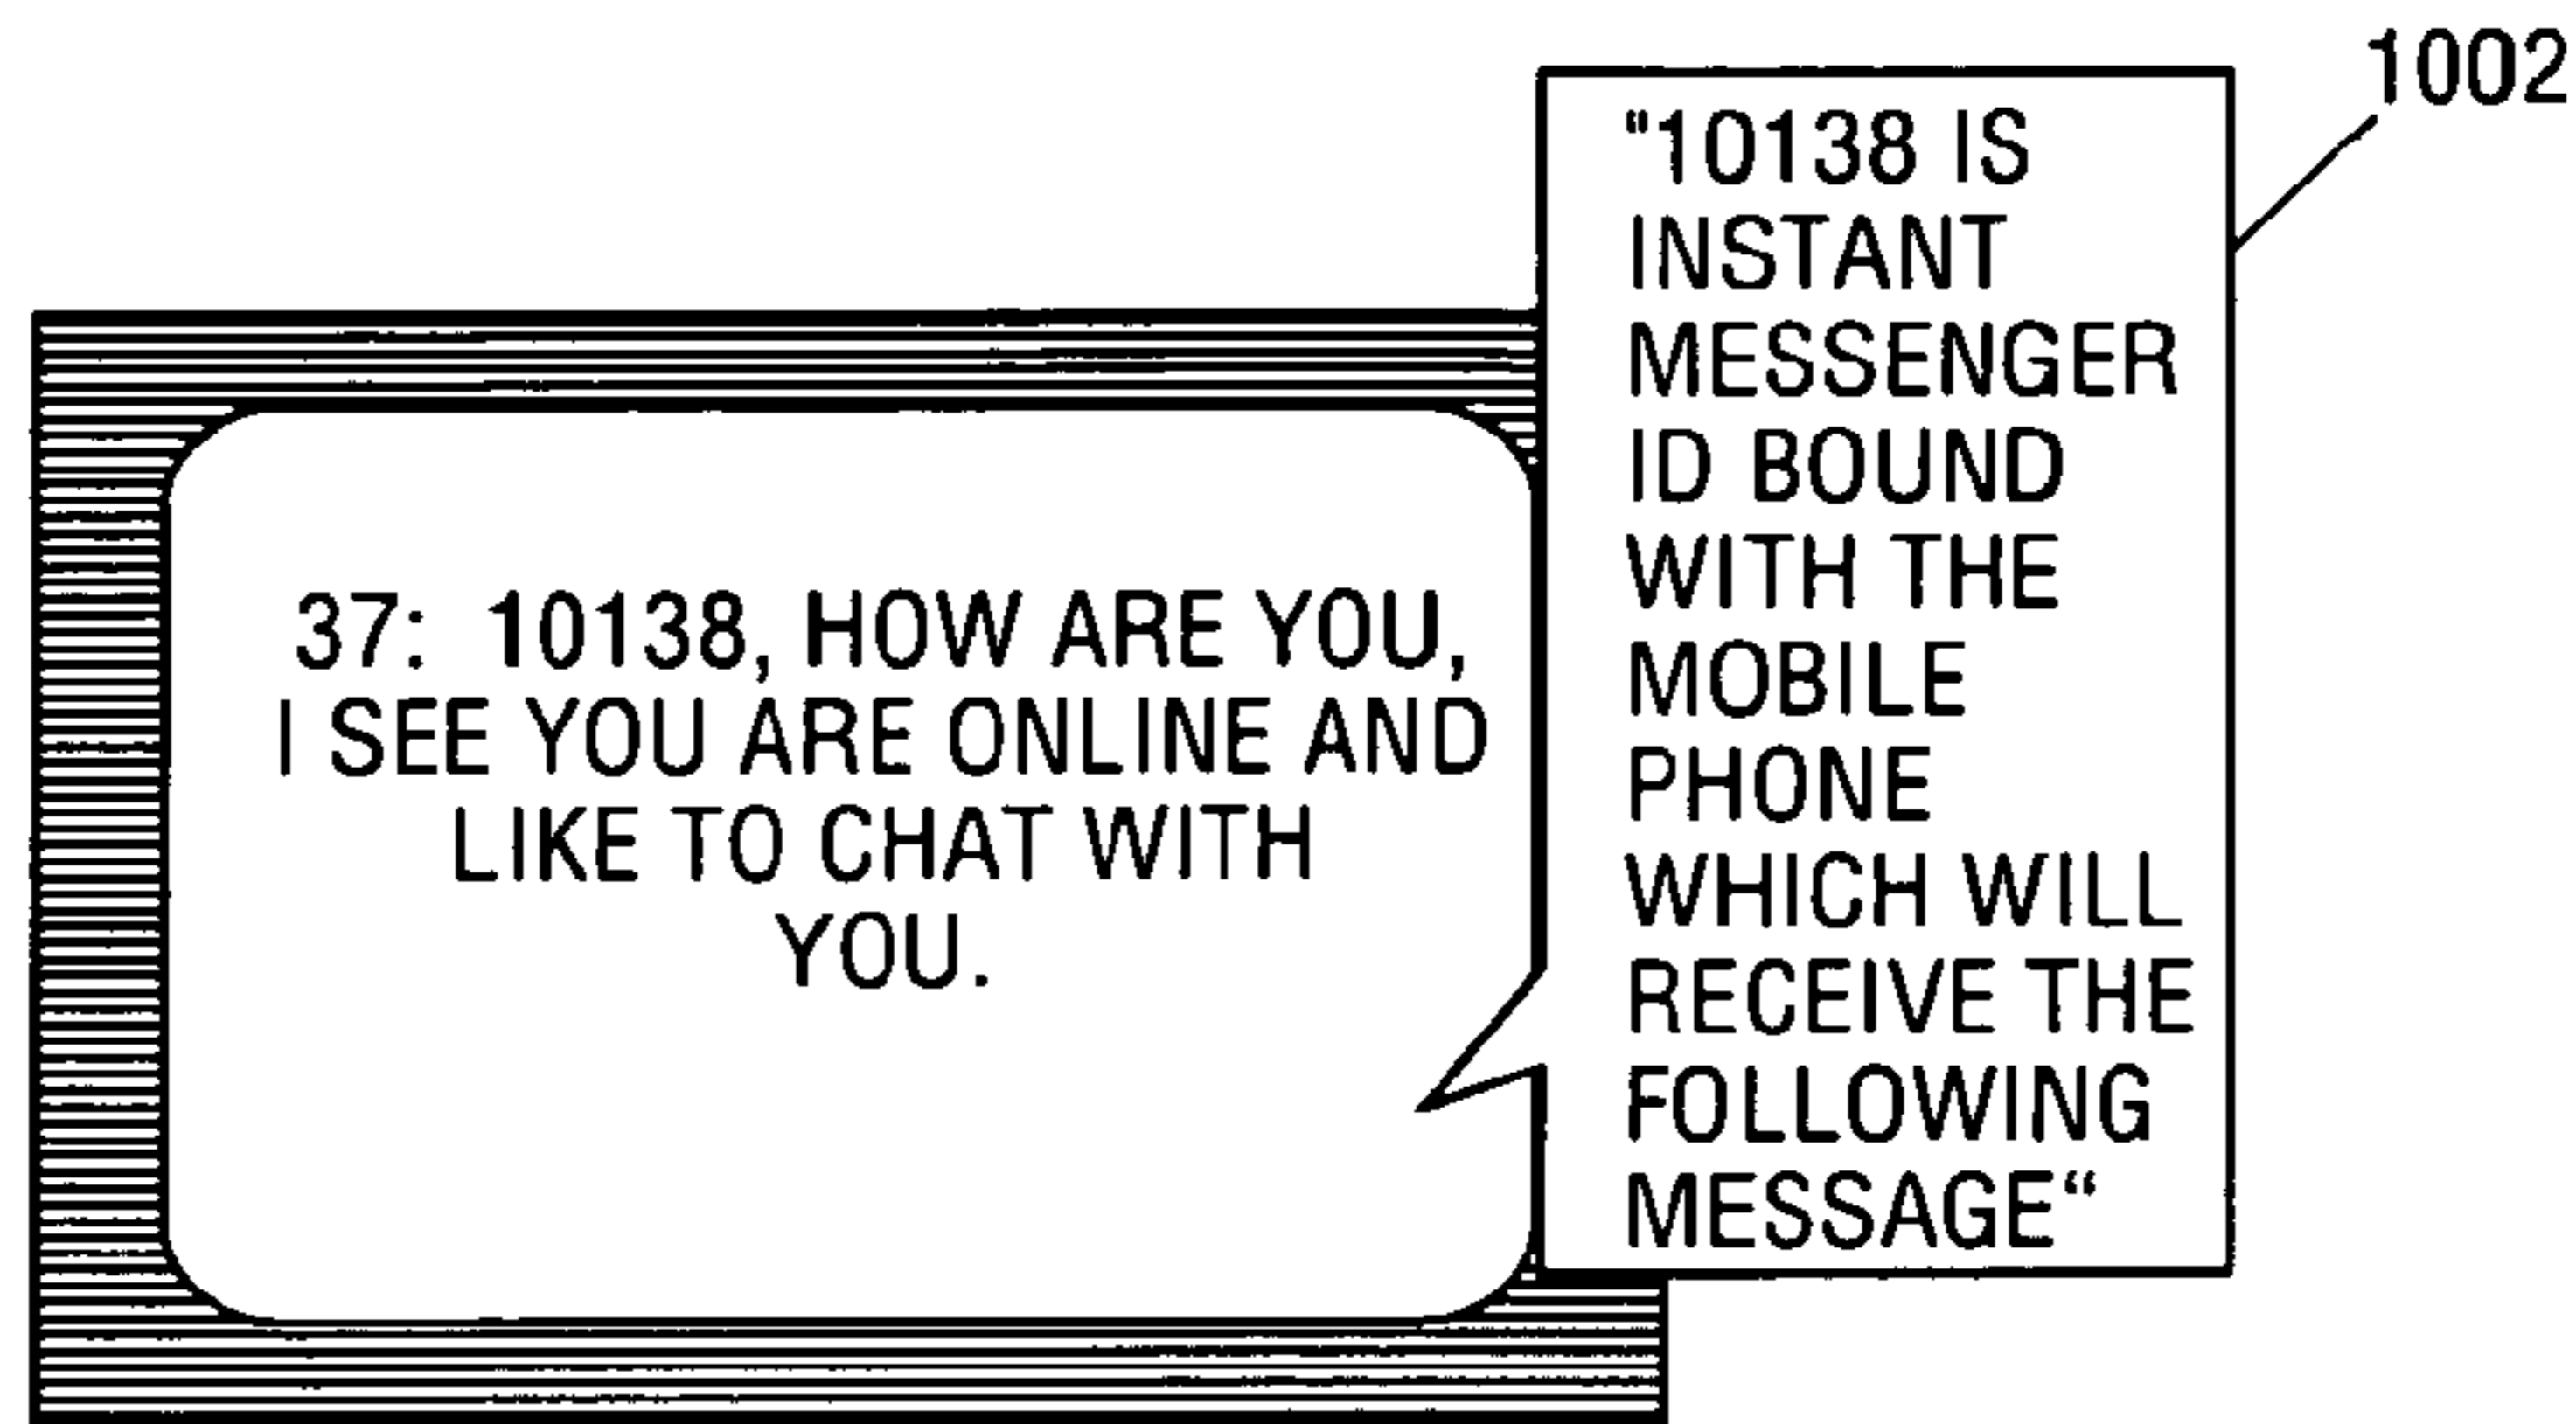 1002
"10138 IS
INSTANT
MESSENGER
ID BOUND
WITH THE
MOBILE
PHONE
WHICH WILL
RECEIVE THE
FOLLOWING
MESSAGE“
37: 10138, HOW ARE YOU,
I SEE YOU ARE ONLINE AND
LIKE TO CHAT WITH
YOU.